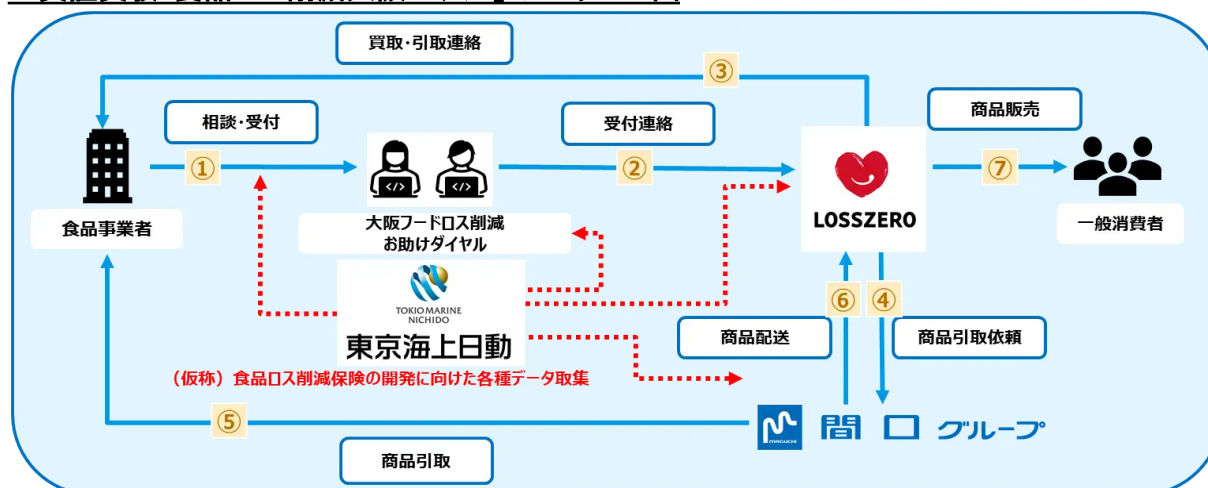 買取・引取連絡
③
相談・受付
受付連絡
商品販売
①
②
⑦
</>
</>
LOSSZERO
食品事業者
大阪フードロス削減
お助けダイヤル
一般消費者
TOKIO MARINE
NICHIDO
東京海上日動
⑥
④
商品配送
商品引取依頼
（仮称）食品ロス削減保険の開発に向けた各種データ収集
⑤
MAGUCHI
間口グループ
商品引取